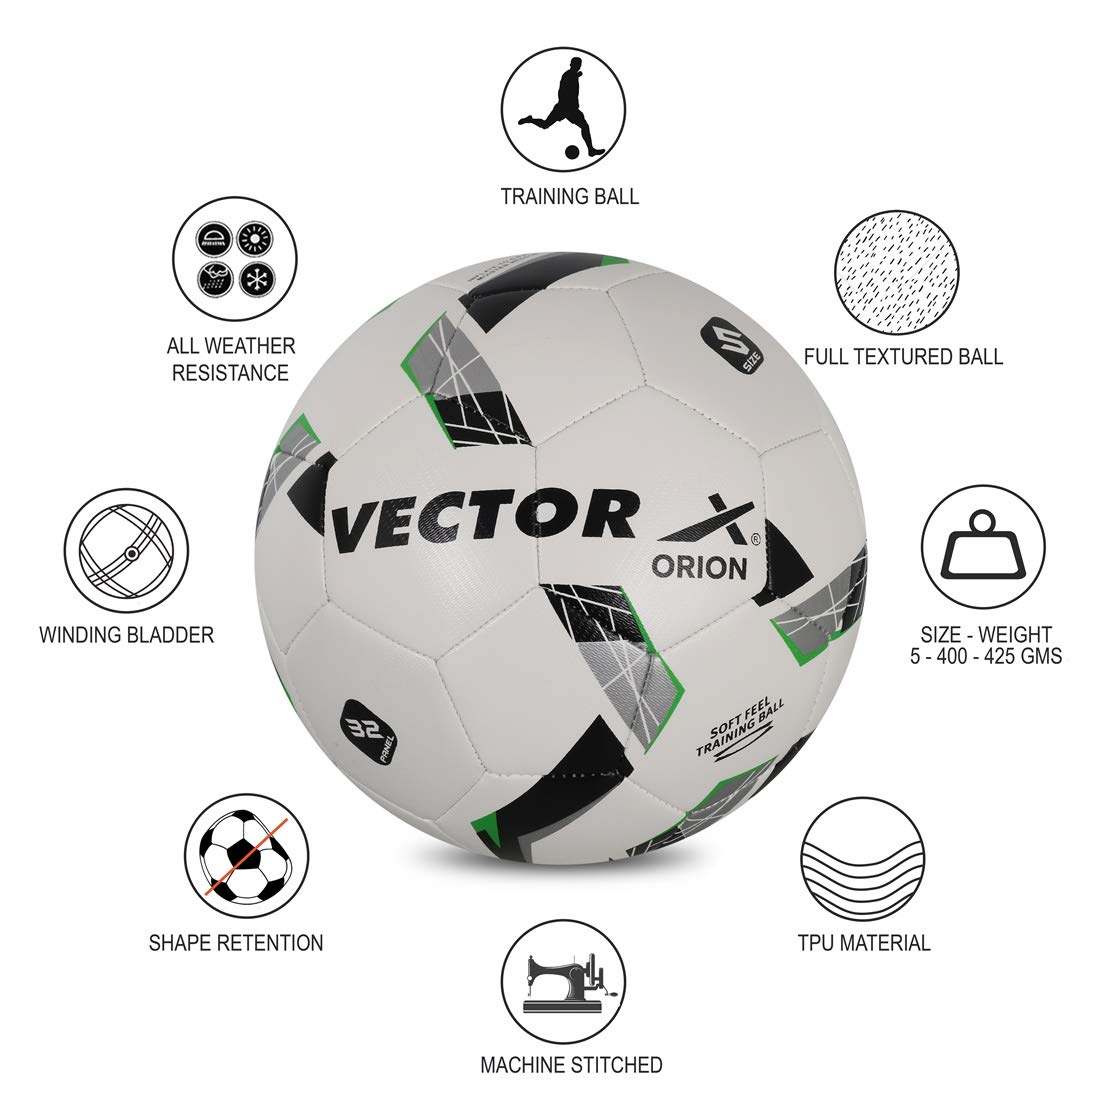 TRAINING BALL
ALL WEATHER
RESISTANCE
FULL TEXTURED BALL
5
SIZE
VECTOR X
®
ORION
WINDING BLADDER
SIZE - WEIGHT
5 - 400 - 425 GMS
32
PANEL
SOFT FEEL
TRAINING BALL
SHAPE RETENTION
TPU MATERIAL
MACHINE STITCHED